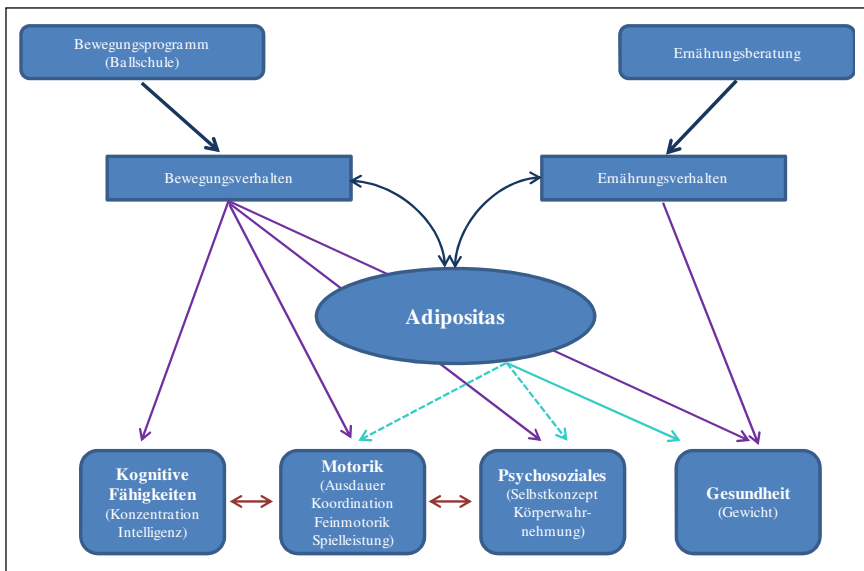 Bewegungsprogramm
(Ballschule)
Ernährungsberatung
Bewegungsverhalten
Ernährungsverhalten
Adipositas
Kognitive
Fähigkeiten
(Konzentration
Intelligenz)
Motorik
(Ausdauer
Koordination
Feinmotorik
Spielleistung)
Psychosoziales
(Selbstkonzept
Körperwahr-
nehmung)
Gesundheit
(Gewicht)